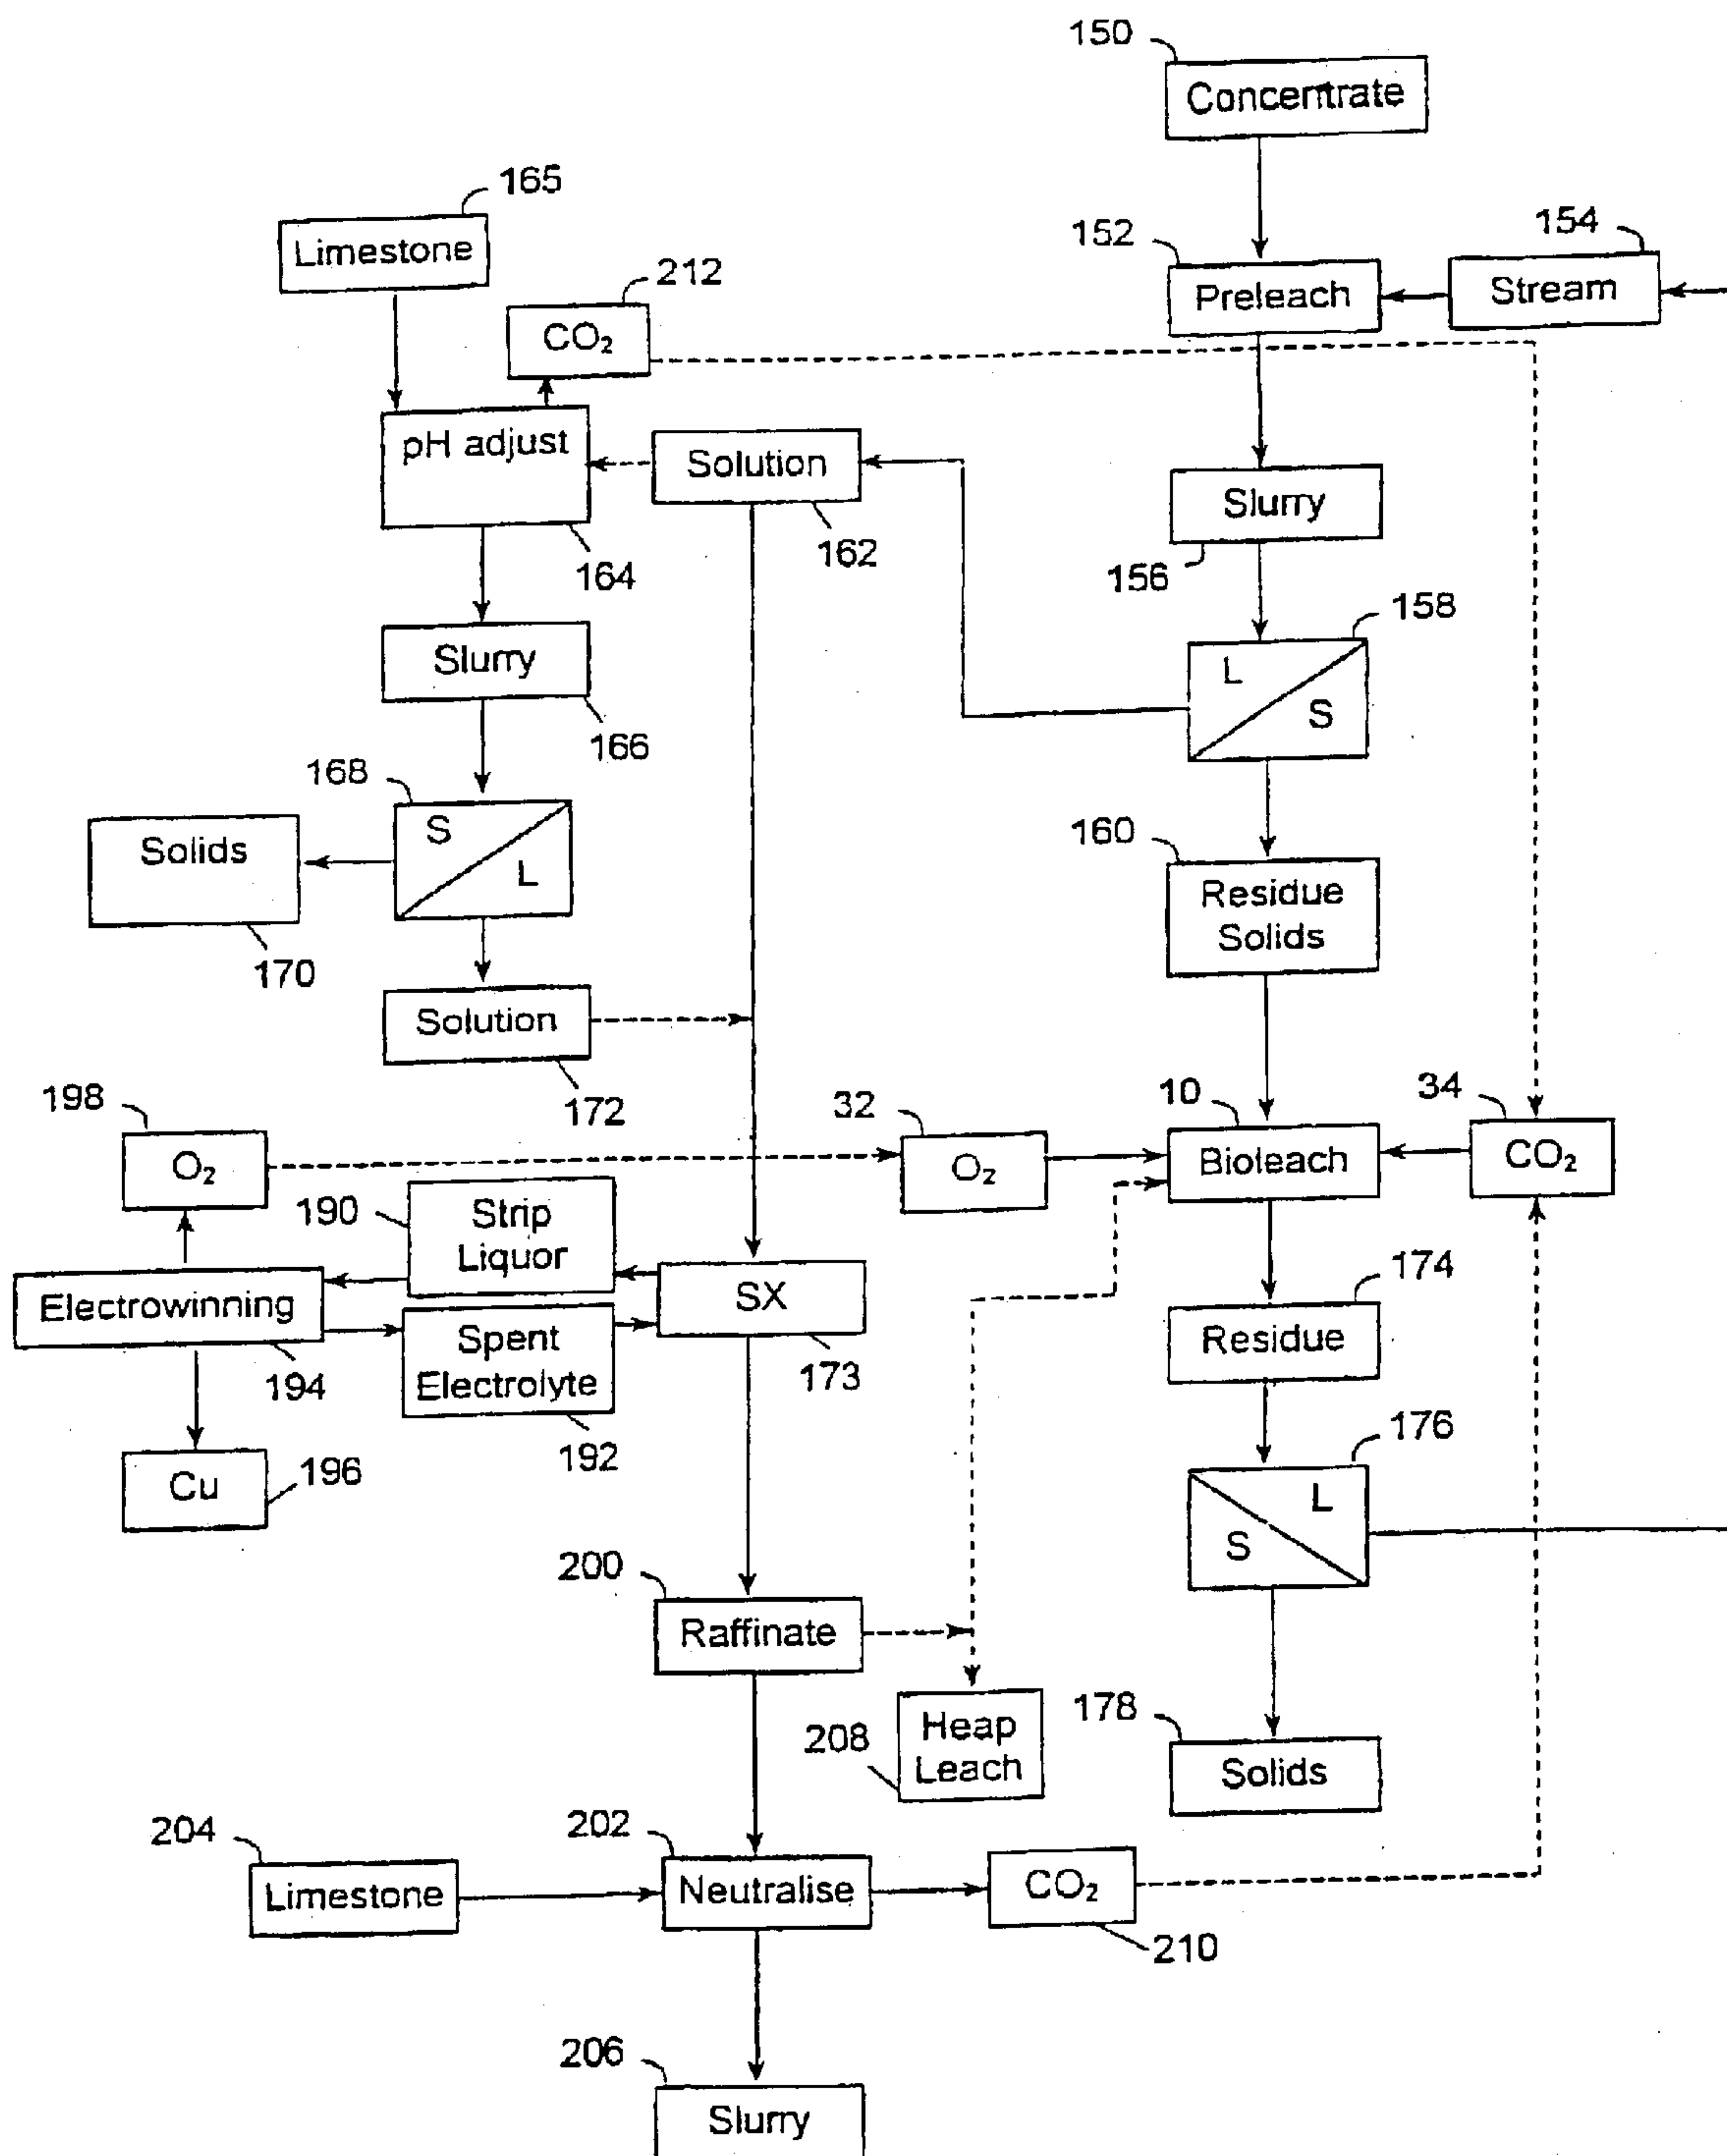 150
Concentrate
165
Limestone
152
Preleach
154
Stream
212
CO₂
pH adjust
164
Solution
162
Slurry
156
158
L
S
Slurry
166
168
S
L
Solids
170
160
Residue
Solids
Solution
172
198
O₂
32
O₂
10
Bioleach
34
CO₂
190
Strip
Liquor
Electrowinning
194
Spent
Electrolyte
192
SX
173
174
Residue
Cu
196
176
L
S
200
Raffinate
208
Heap
Leach
178
Solids
204
Limestone
202
Neutralise
CO₂
210
206
Slurry